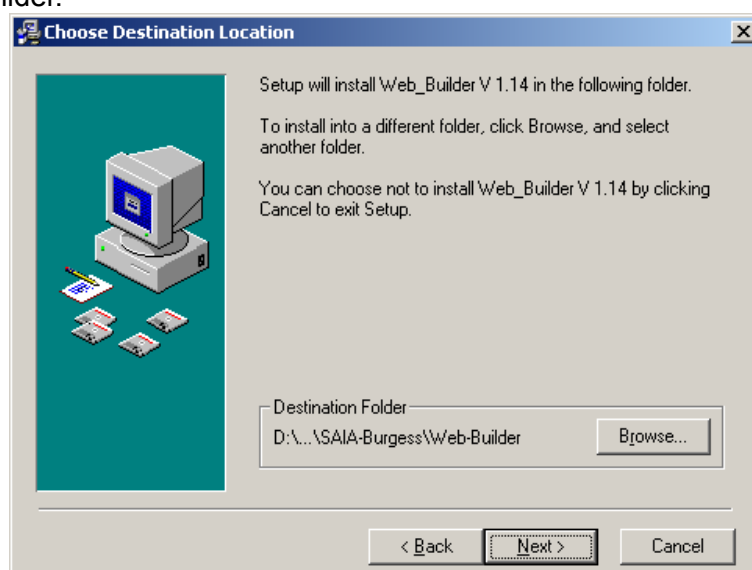 ilder.
Choose Destination Location
Setup will install Web_Builder V 1.14 in the following folder.
To install into a different folder, click Browse, and select
another folder.
You can choose not to install Web_Builder V 1.14 by clicking
Cancel to exit Setup.
Destination Folder
D:\...\SAIA-Burgess\Web-Builder
Browse...
< Back
Next >
Cancel